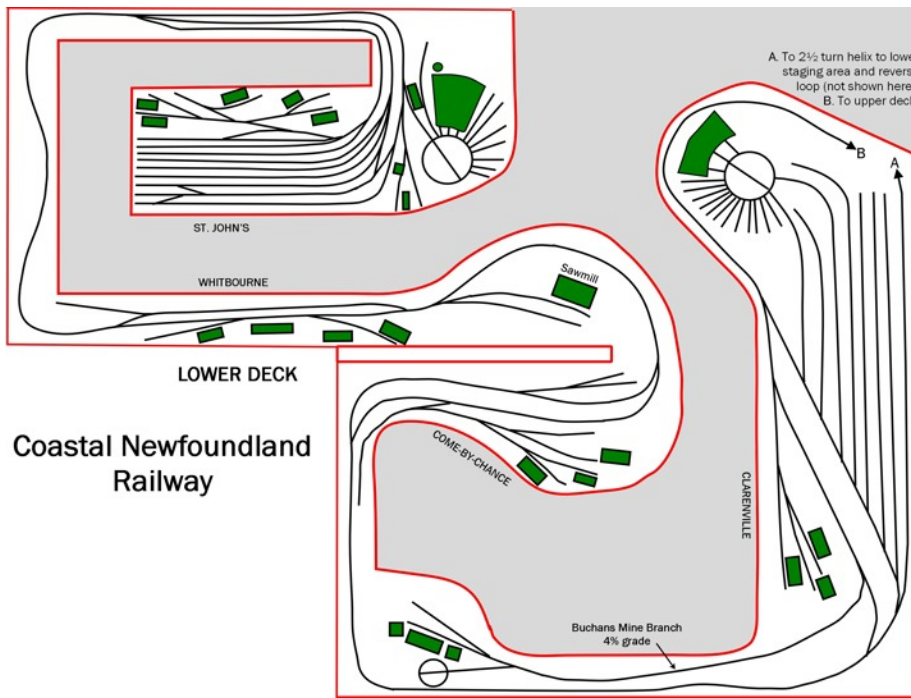 A. To 2½ turn helix to lowe
staging area and revers
loop (not shown here
B. To upper deck
B
A
ST. JOHN'S
WHITBOURNE
Sawmill
LOWER DECK
Coastal Newfoundland
Railway
COME-BY-CHANCE
CLARENVILLE
Buchans Mine Branch
4% grade